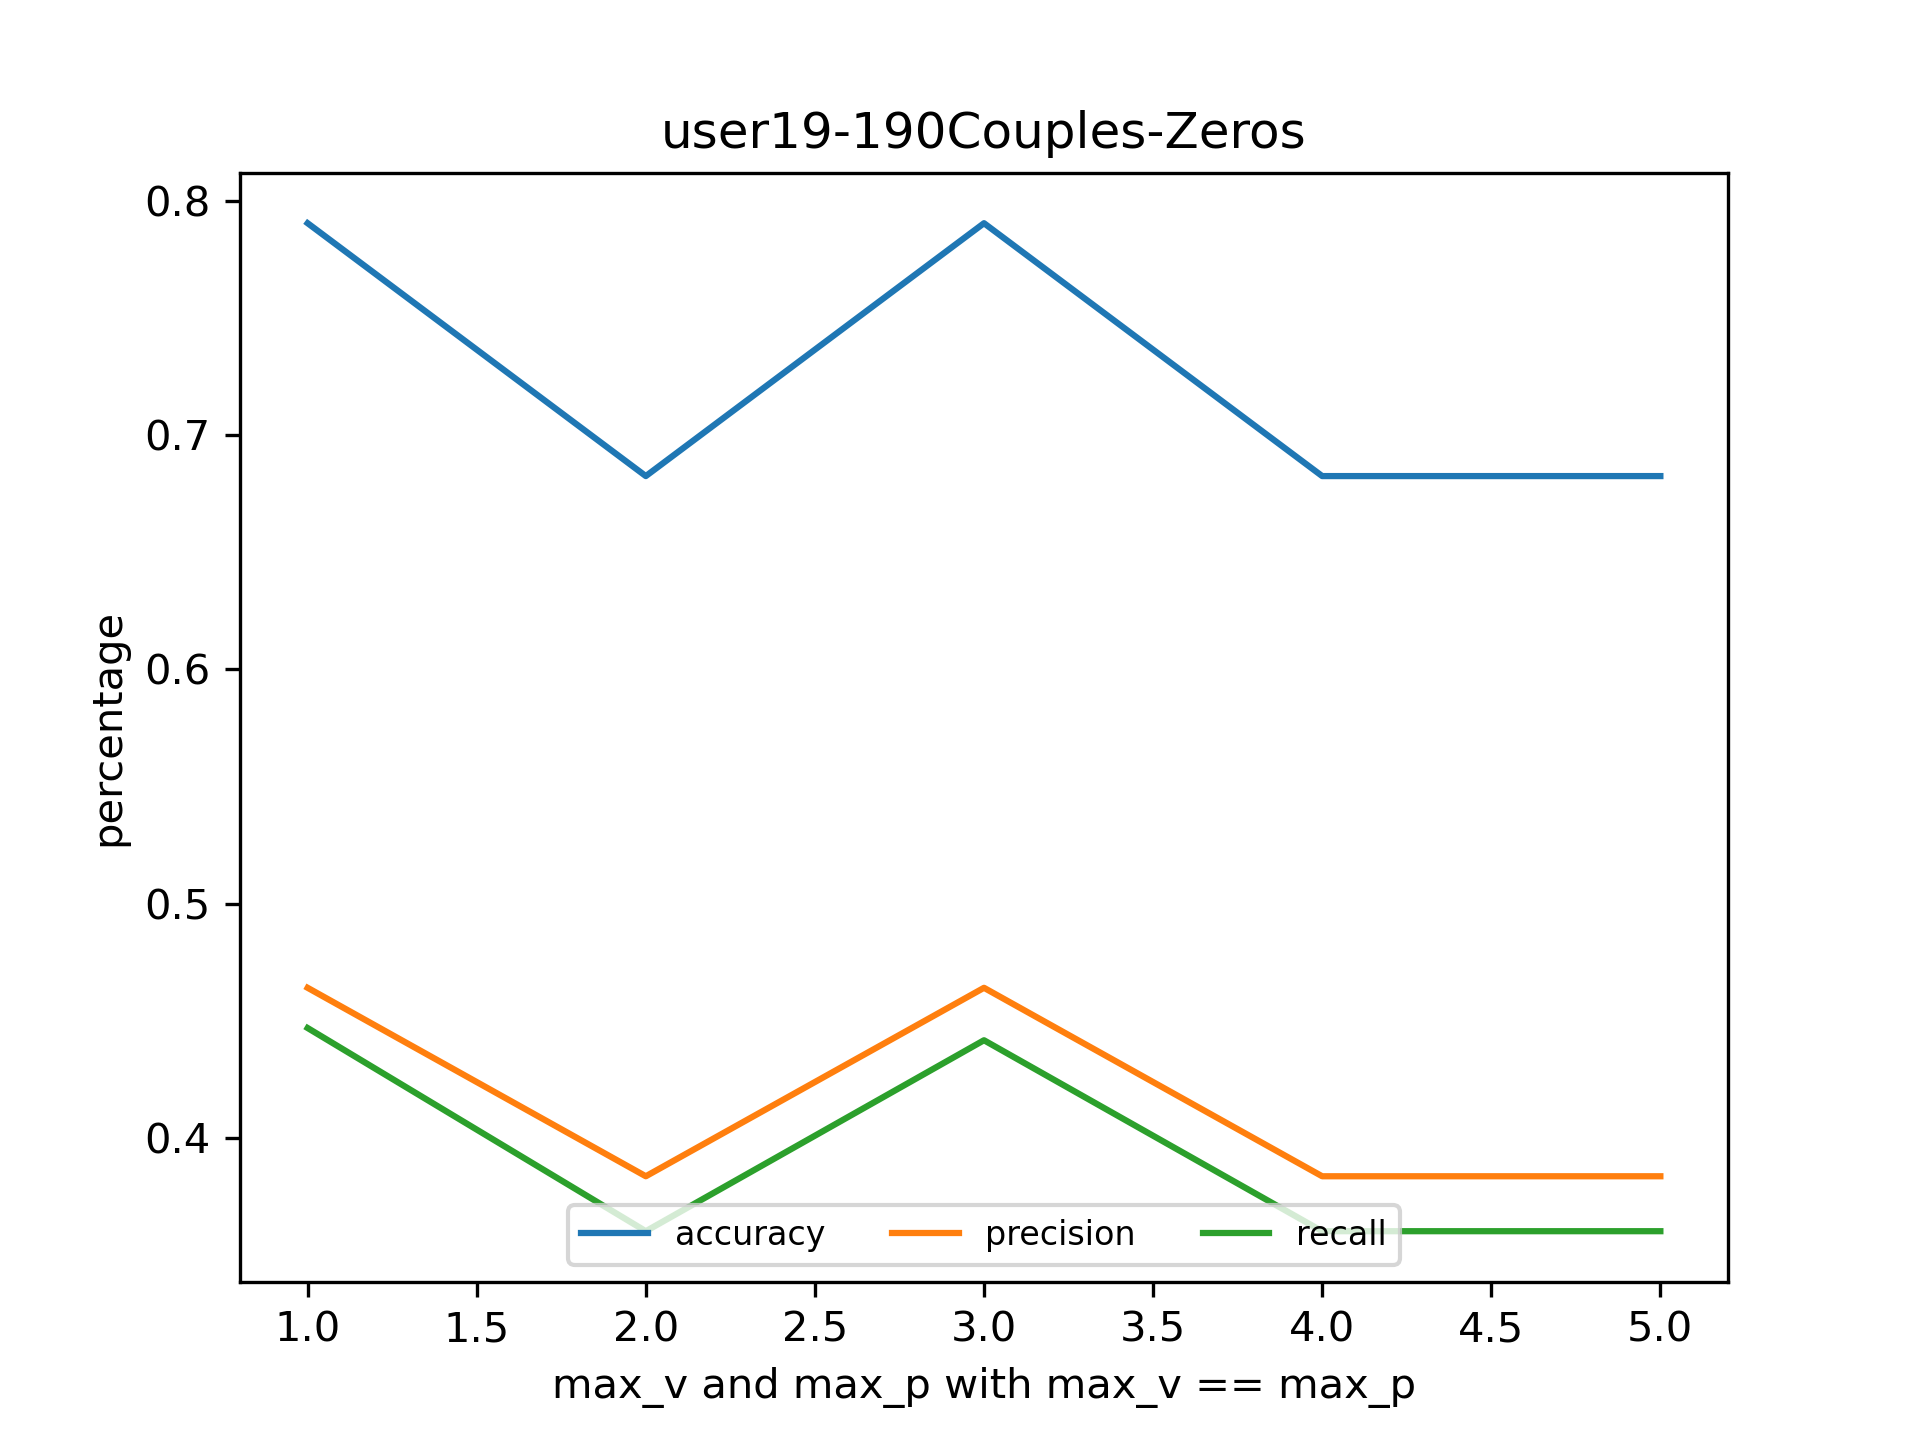 user19-190Couples-Zeros
0.8
0.7
0.6
0.5
0.4
percentage
accuracy precision recall
1.0 1.5 2.0 2.5 3.0 3.5 4.0 4.5 5.0
max_v and max_p with max_v == max_p